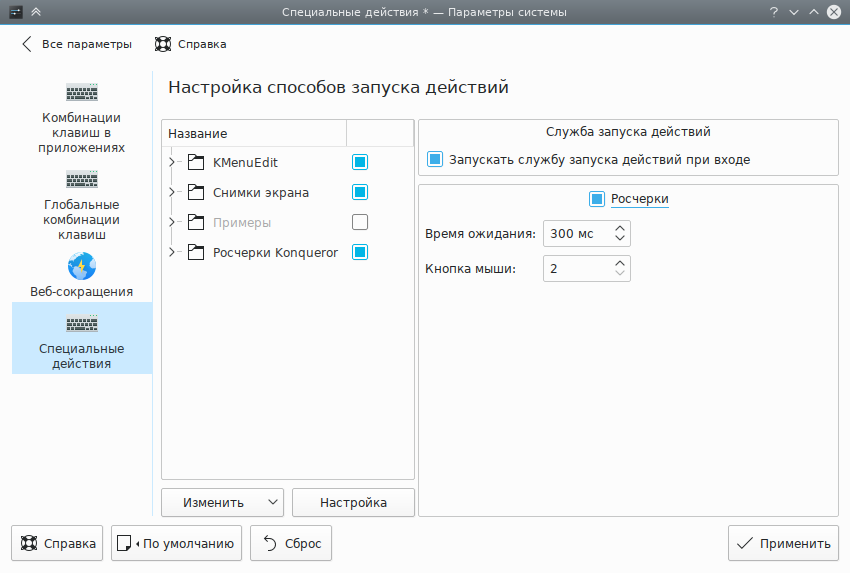 Специальные действия * — Параметры системы
?
Все параметры
Справка
Комбинации
клавиш в
приложениях
Глобальные
комбинации
клавиш
Веб-сокращения
Специальные
действия
Настройка способов запуска действий
Название
KMenuEdit
Снимки экрана
Примеры
Росчерки Konqueror
Изменить
Настройка
Служба запуска действий
Запускать службу запуска действий при входе
Росчерки
Время ожидания: 300 мс
Кнопка мыши: 2
Справка
По умолчанию
Сброс
Применить